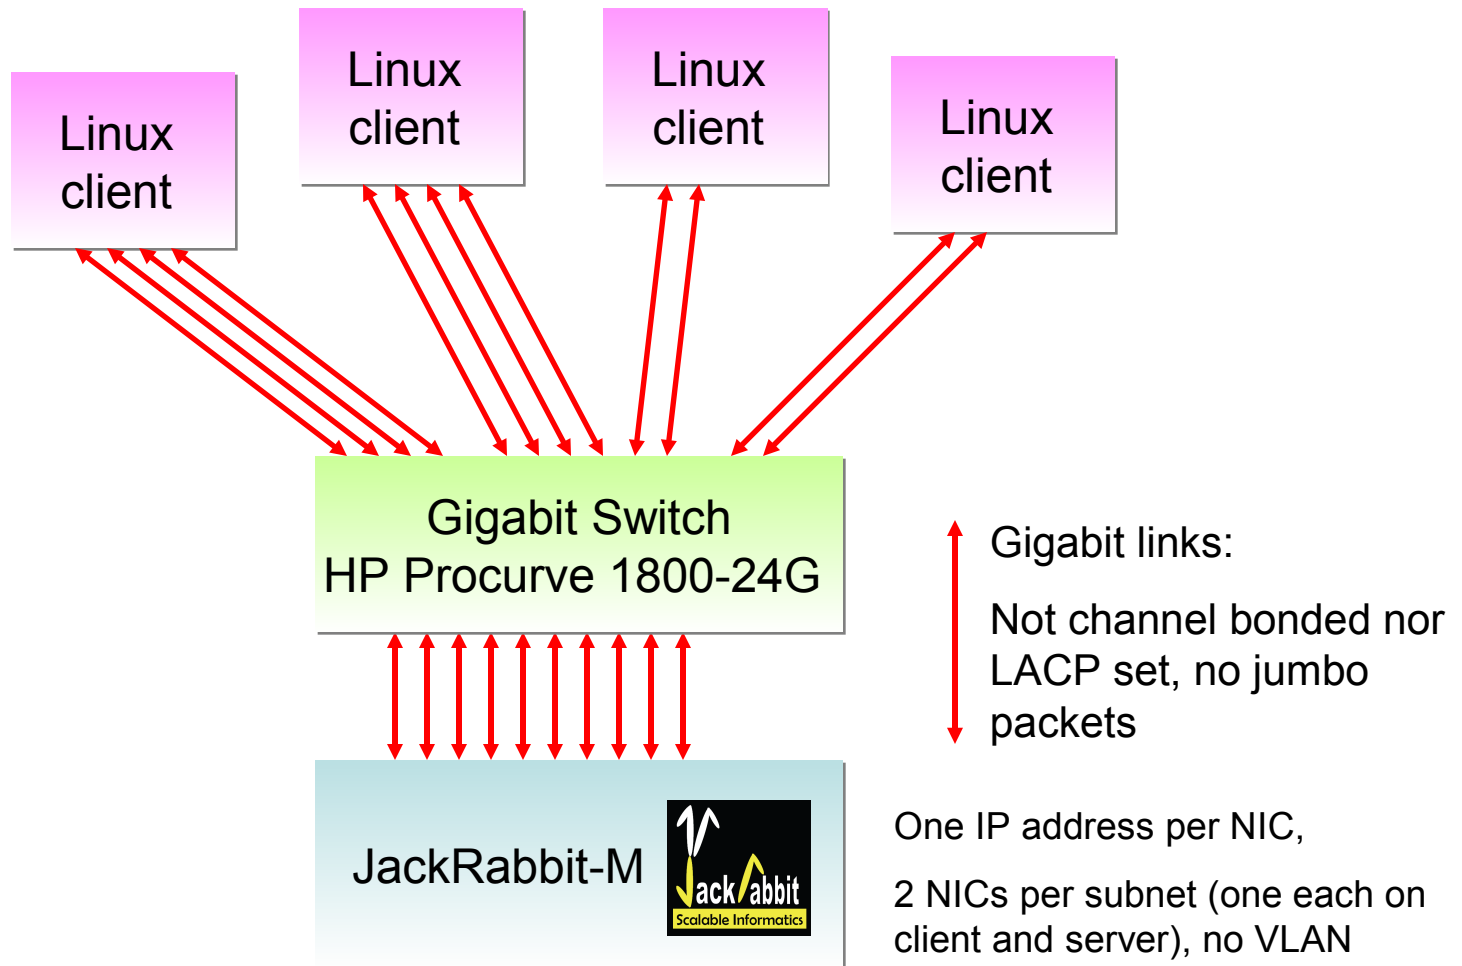 Linux
client
Linux
client
Linux
client
Linux
client
Gigabit Switch
HP Procurve 1800-24G
Gigabit links:
Not channel bonded nor
LACP set, no jumbo
packets
JackRabbit-M
JackRabbit
Scalable Informatics
One IP address per NIC,
2 NICs per subnet (one each on
client and server), no VLAN